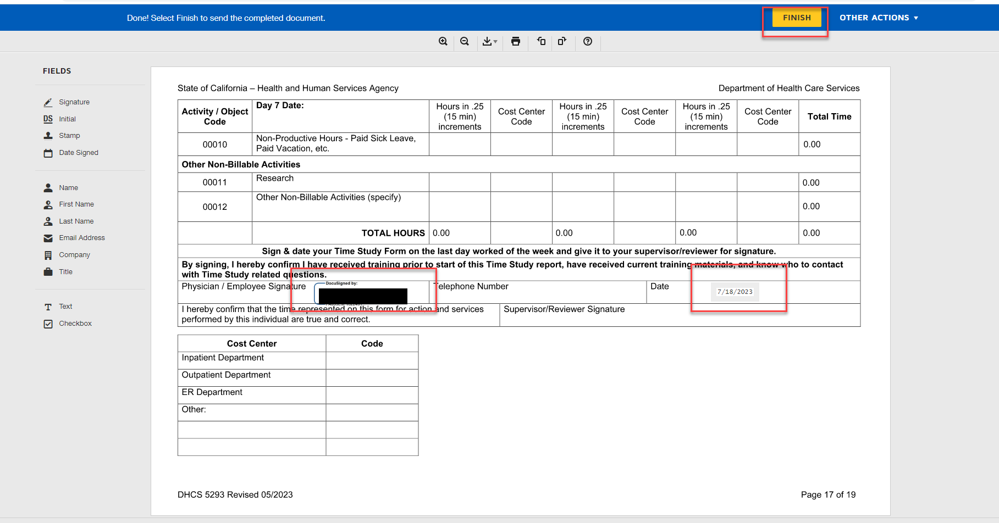 Done! Select Finish to send the completed document.
FINISH
OTHER ACTIONS
FIELDS
Signature
DS Initial
Stamp
Date Signed
Name
First Name
Last Name
Email Address
Company
Title
T Text
Checkbox
State of California – Health and Human Services Agency
Department of Health Care Services
Activity / Object Code
Day 7 Date:
Hours in .25 (15 min) increments
Cost Center Code
Hours in .25 (15 min) increments
Cost Center Code
Hours in .25 (15 min) increments
Cost Center Code
Total Time
00010
Non-Productive Hours - Paid Sick Leave,
Paid Vacation, etc.
0.00
Other Non-Billable Activities
00011
Research
0.00
00012
Other Non-Billable Activities (specify)
0.00
TOTAL HOURS
0.00
0.00
0.00
0.00
Sign & date your Time Study Form on the last day worked of the week and give it to your supervisor/reviewer for signature.
By signing, I hereby confirm I have received training prior to start of this Time Study report, have received current training materials, and know who to contact
with Time Study related questions.
Physician / Employee Signature
DocuSigned by:
Telephone Number
Date
7/18/2023
I hereby confirm that the time represented on this form for action and services
performed by this individual are true and correct.
Supervisor/Reviewer Signature
Cost Center
Code
Inpatient Department
Outpatient Department
ER Department
Other:
DHCS 5293 Revised 05/2023
Page 17 of 19